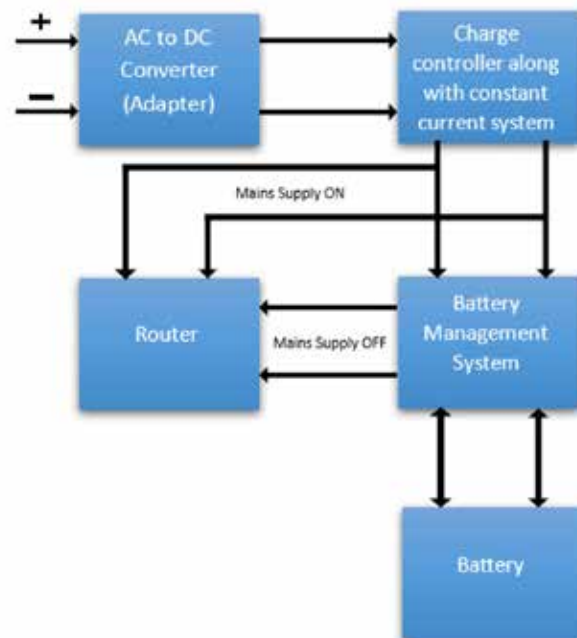 +
AC to DC
Converter
(Adapter)
−
Charge
controller along
with constant
current system
Mains Supply ON
Router
Mains Supply OFF
Battery
Management
System
Battery